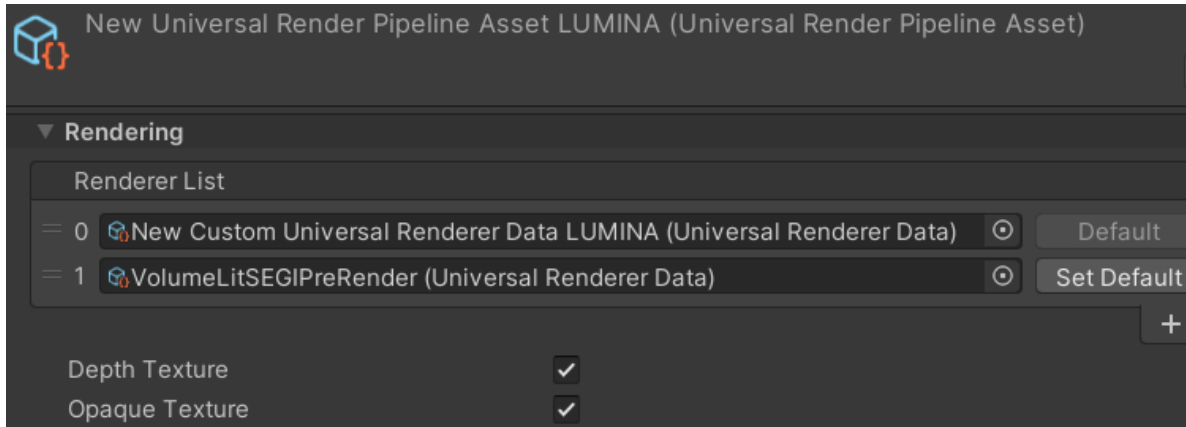 New Universal Render Pipeline Asset LUMINA (Universal Render Pipeline Asset)
Rendering
Renderer List
0 New Custom Universal Renderer Data LUMINA (Universal Renderer Data) Default
1 VolumeLitSEGIPreRender (Universal Renderer Data) Set Default
+
Depth Texture
Opaque Texture